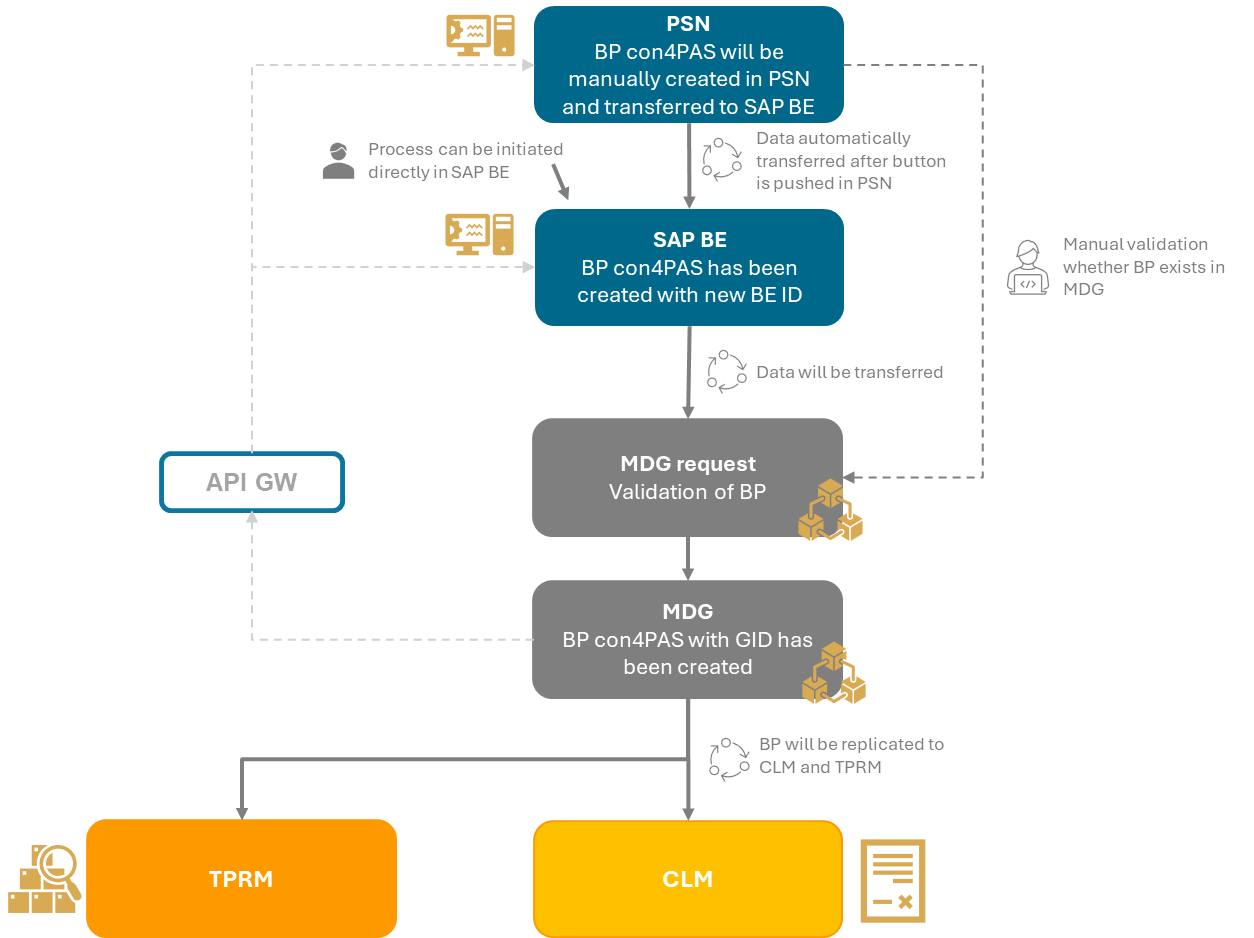 PSN
BP con4PAS will be
manually created in PSN
and transferred to SAP BE
Process can be initiated
directly in SAP BE
Data automatically
transferred after button
is pushed in PSN
SAP BE
BP con4PAS has been
created with new BE ID
Manual validation
whether BP exists in
MDG
Data will be transferred
MDG request
Validation of BP
API GW
MDG
BP con4PAS with GID has
been created
BP will be replicated to
CLM and TPRM
TPRM
CLM